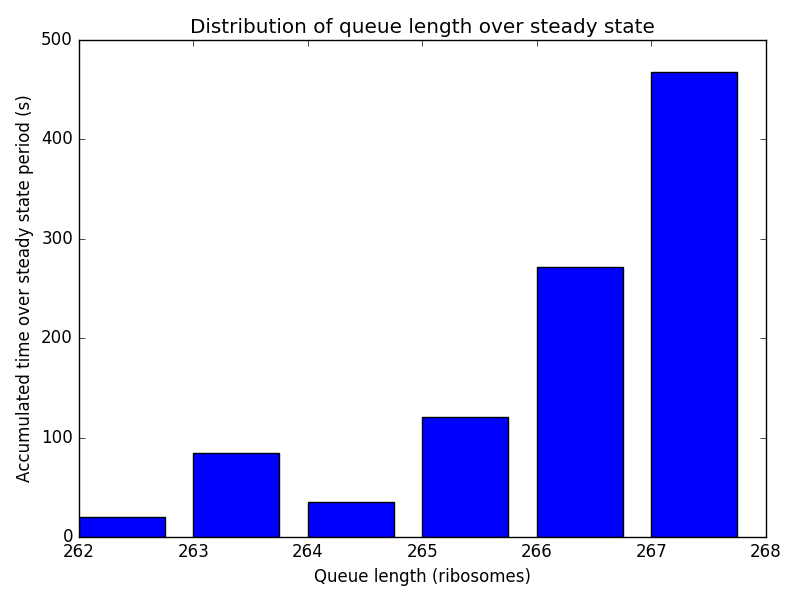 Distribution of queue length over steady state
Accumulated time over steady state period (s)
500
400
300
200
100
0
262 263 264 265 266 267 268
Queue length (ribosomes)